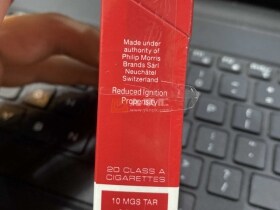 Made under
authority of
Philip Morris
Brands Sàrl
Neuchâtel
Switzerland
Reduced Ignition
Propensity
20 CLASS A
CIGARETTES
10 MGS TAR